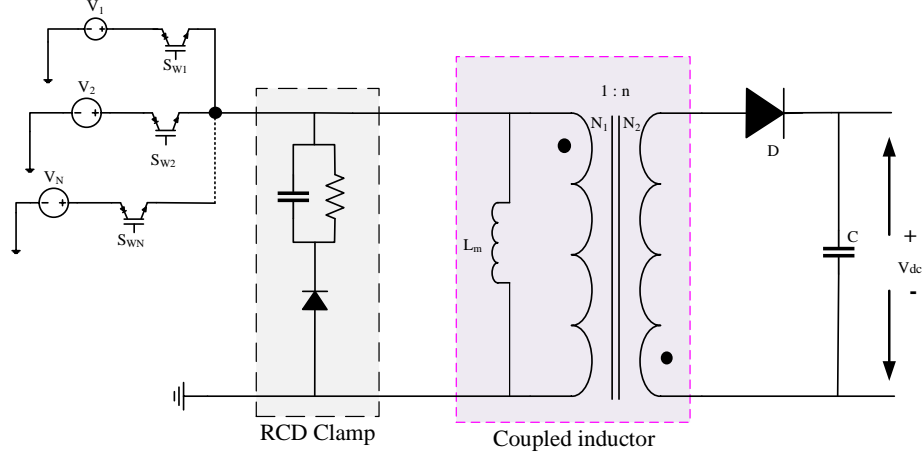 V1
- +
SW1
V2
- +
SW2
VN
- +
SWN
1 : n
N1 N2
Lm
D
C
+
Vdc
-
RCD Clamp
Coupled inductor